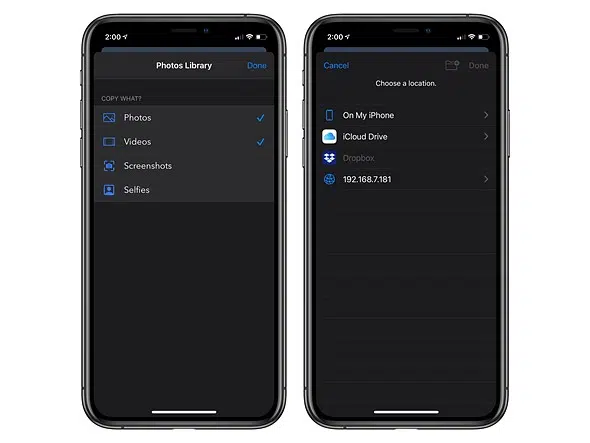 2:00
Photos Library
Done
COPY WHAT?
Photos
Videos
Screenshots
Selfies
2:00
Cancel
Done
Choose a location.
On My iPhone
iCloud Drive
Dropbox
192.168.7.181